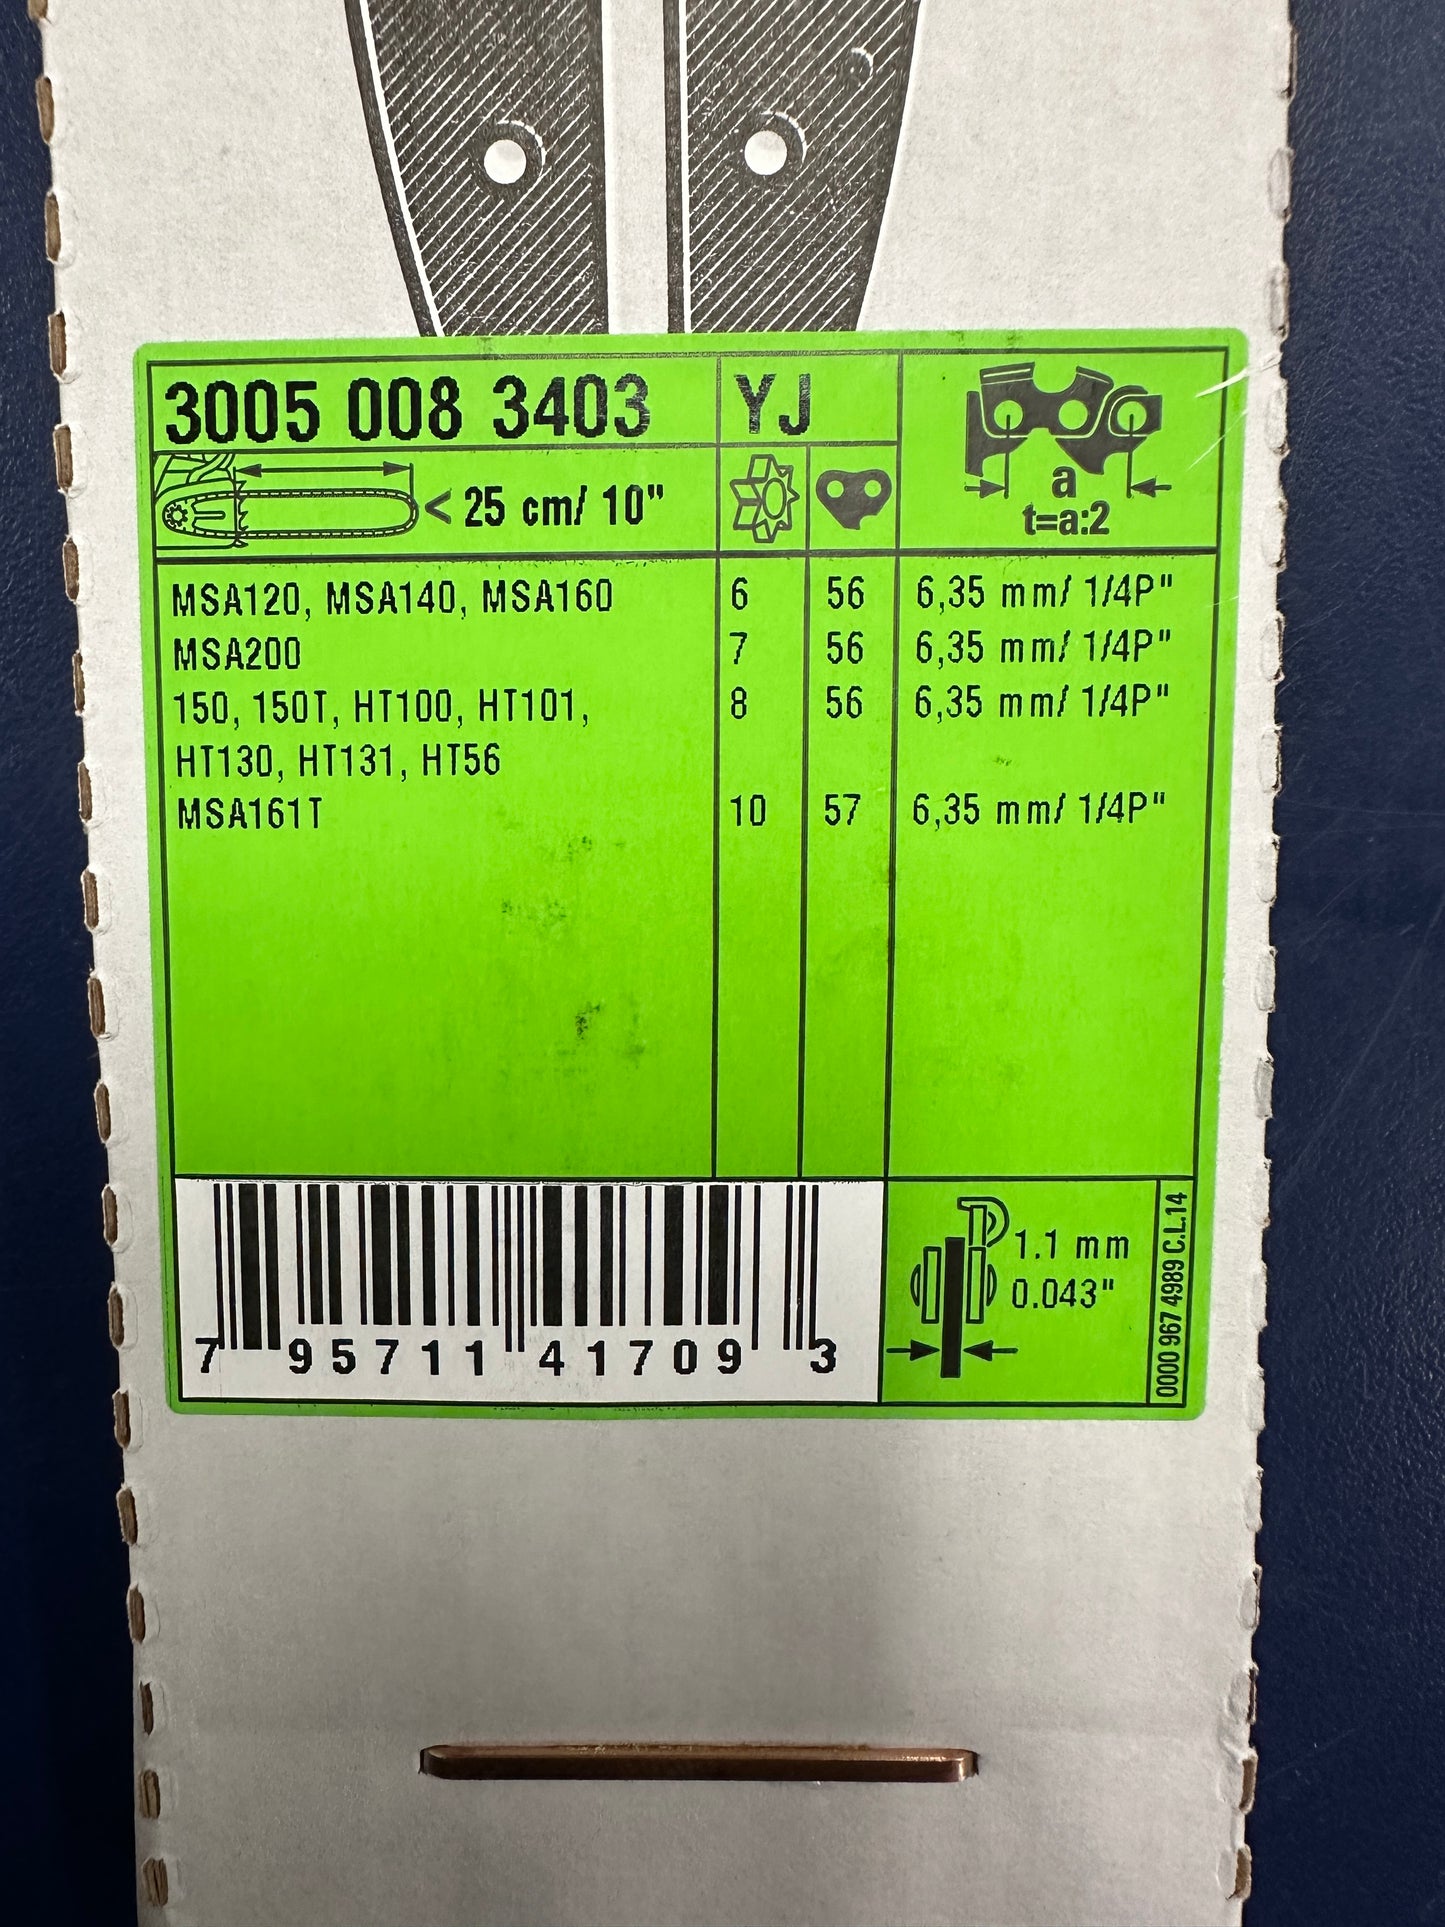 3005 008 3403 YJ
< 25 cm/ 10"
a
t=a:2
MSA120, MSA140, MSA160 6 56 6,35 mm/ 1/4P"
MSA200 7 56 6,35 mm/ 1/4P"
150, 150T, HT100, HT101, 8 56 6,35 mm/ 1/4P"
HT130, HT131, HT56
MSA161T 10 57 6,35 mm/ 1/4P"
1.1 mm
0.043"
0000 967 4989 C.L.14
7 95711 41709 3